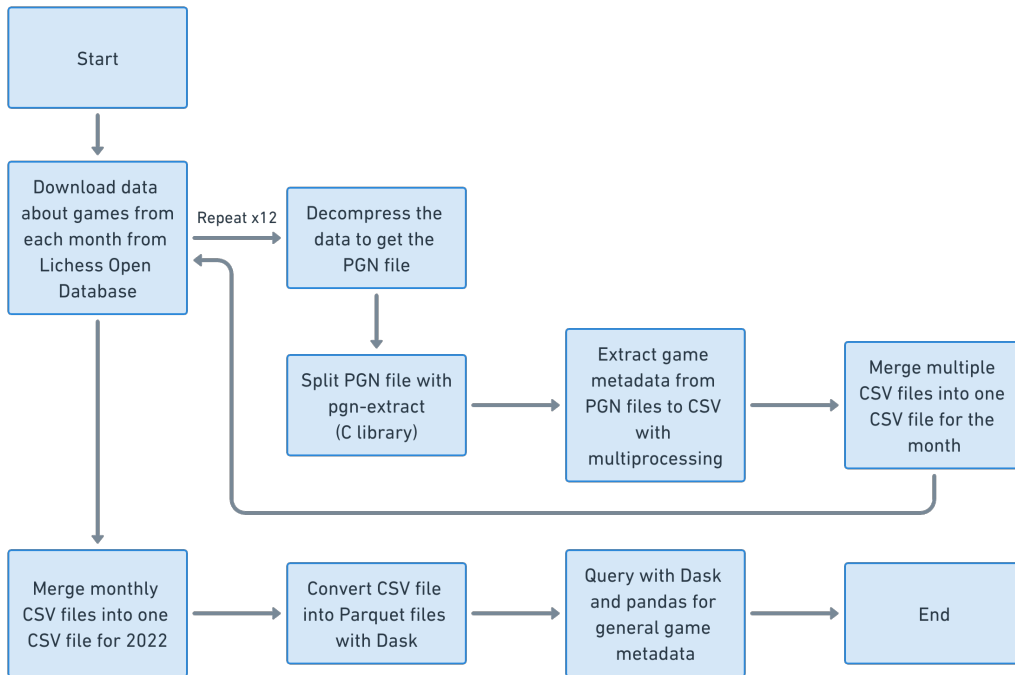 Start
Download data
about games from
each month from
Lichess Open
Database
Repeat x12
Decompress the
data to get the
PGN file
Split PGN file with
pgn-extract
(C library)
Extract game
metadata from
PGN files to CSV
with
multiprocessing
Merge multiple
CSV files into one
CSV file for the
month
Merge monthly
CSV files into one
CSV file for 2022
Convert CSV file
into Parquet files
with Dask
Query with Dask
and pandas for
general game
metadata
End